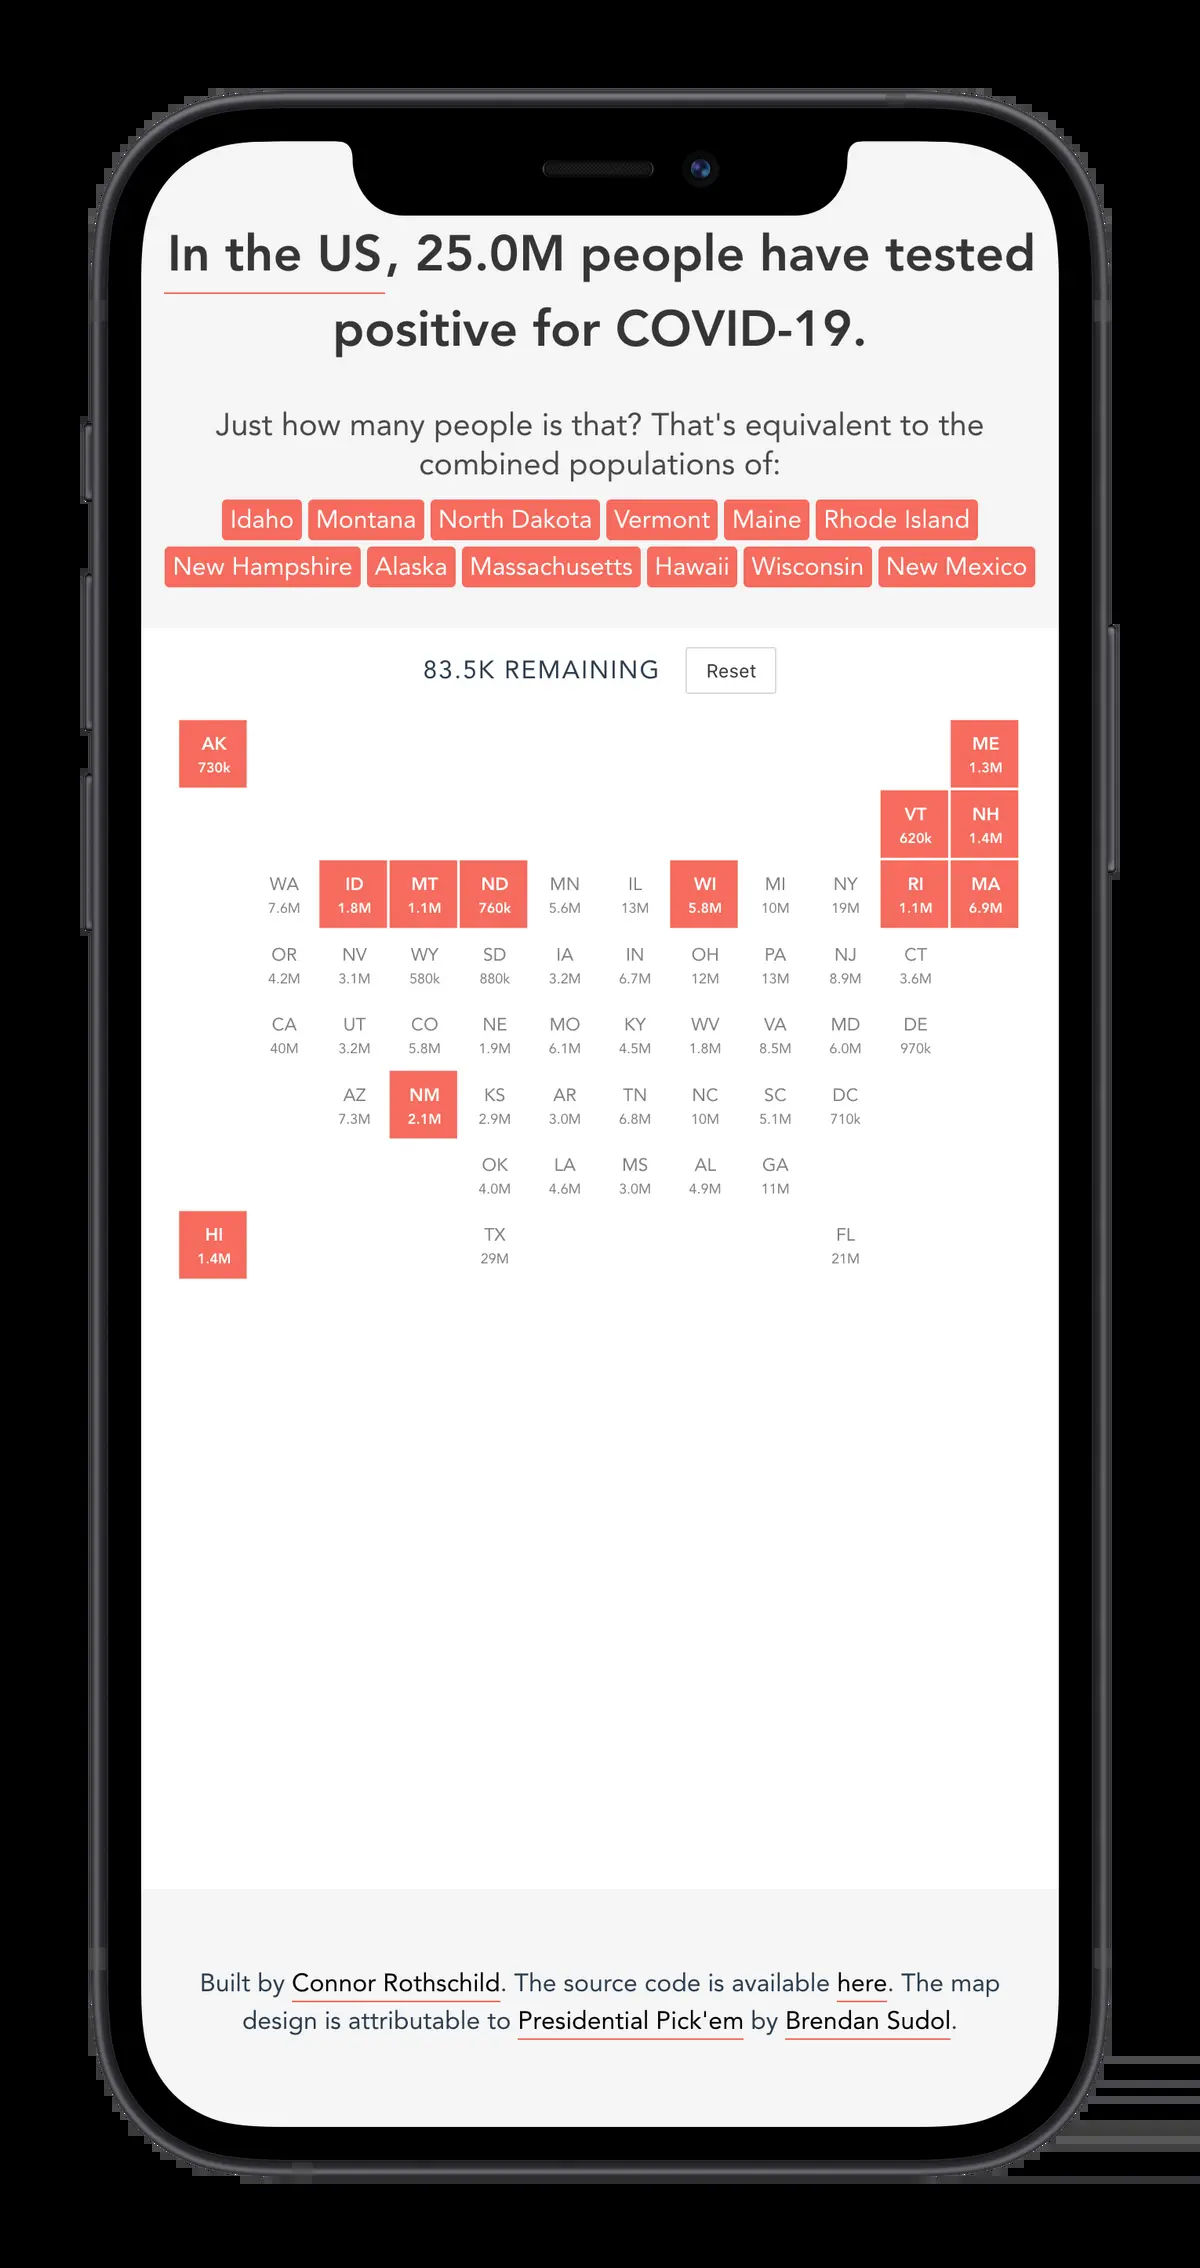 In the US, 25.0M people have tested
positive for COVID-19.
Just how many people is that? That's equivalent to the
combined populations of:
Idaho Montana North Dakota Vermont Maine Rhode Island
New Hampshire Alaska Massachusetts Hawaii Wisconsin New Mexico
83.5K REMAINING Reset
AK ME
730k 1.3M
VT NH
620k 1.4M
WA ID MT ND MN IL WI MI NY RI MA
7.6M 1.8M 1.1M 760k 5.6M 13M 5.8M 10M 19M 1.1M 6.9M
OR NV WY SD IA IN OH PA NJ CT
4.2M 3.1M 580k 880k 3.2M 6.7M 12M 13M 8.9M 3.6M
CA UT CO NE MO KY WV VA MD DE
40M 3.2M 5.8M 1.9M 6.1M 4.5M 1.8M 8.5M 6.0M 970k
AZ NM KS AR TN NC SC DC
7.3M 2.1M 2.9M 3.0M 6.8M 10M 5.1M 710k
OK LA MS AL GA
4.0M 4.6M 3.0M 4.9M 11M
HI TX FL
1.4M 29M 21M
Built by Connor Rothschild. The source code is available here. The map
design is attributable to Presidential Pick'em by Brendan Sudol.